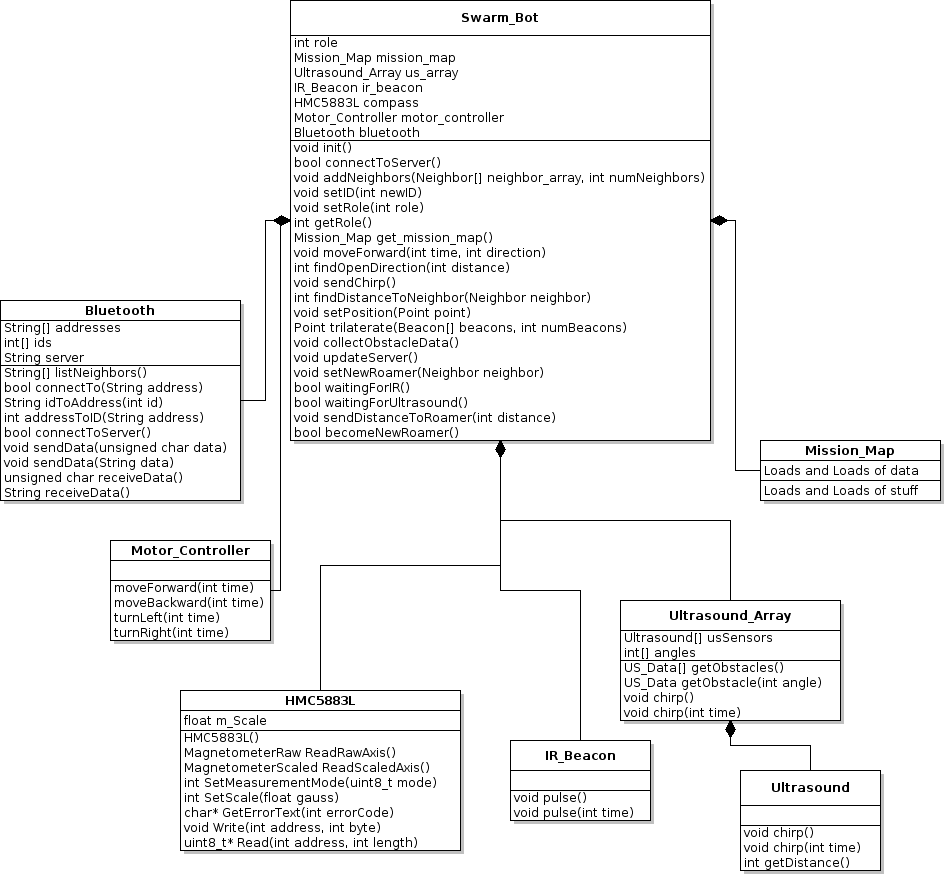 Swarm_Bot
int role
Mission_Map mission_map
Ultrasound_Array us_array
IR_Beacon ir_beacon
HMC5883L compass
Motor_Controller motor_controller
Bluetooth bluetooth
void init()
bool connectToServer()
void addNeighbors(Neighbor[] neighbor_array, int numNeighbors)
void setID(int newID)
void setRole(int role)
int getRole()
Mission_Map get_mission_map()
void moveForward(int time, int direction)
int findOpenDirection(int distance)
void sendChirp()
int findDistanceToNeighbor(Neighbor neighbor)
void setPosition(Point point)
Point trilaterate(Beacon[] beacons, int numBeacons)
void collectObstacleData()
void updateServer()
void setNewRoamer(Neighbor neighbor)
bool waitingForIR()
bool waitingForUltrasound()
void sendDistanceToRoamer(int distance)
bool becomeNewRoamer()
Bluetooth
String[] addresses
int[] ids
String server
String[] listNeighbors()
bool connectTo(String address)
String idToAddress(int id)
int addressToID(String address)
bool connectToServer()
void sendData(unsigned char data)
void sendData(String data)
unsigned char receiveData()
String receiveData()
Mission_Map
Loads and Loads of data
Loads and Loads of stuff
Motor_Controller
moveForward(int time)
moveBackward(int time)
turnLeft(int time)
turnRight(int time)
Ultrasound_Array
Ultrasound[] usSensors
int[] angles
US_Data[] getObstacles()
US_Data getObstacle(int angle)
void chirp()
void chirp(int time)
HMC5883L
float m_Scale
HMC5883L()
MagnetometerRaw ReadRawAxis()
MagnetometerScaled ReadScaledAxis()
int SetMeasurementMode(uint8_t mode)
int SetScale(float gauss)
char* GetErrorText(int errorCode)
void Write(int address, int byte)
uint8_t* Read(int address, int length)
IR_Beacon
void pulse()
void pulse(int time)
Ultrasound
void chirp()
void chirp(int time)
int getDistance()